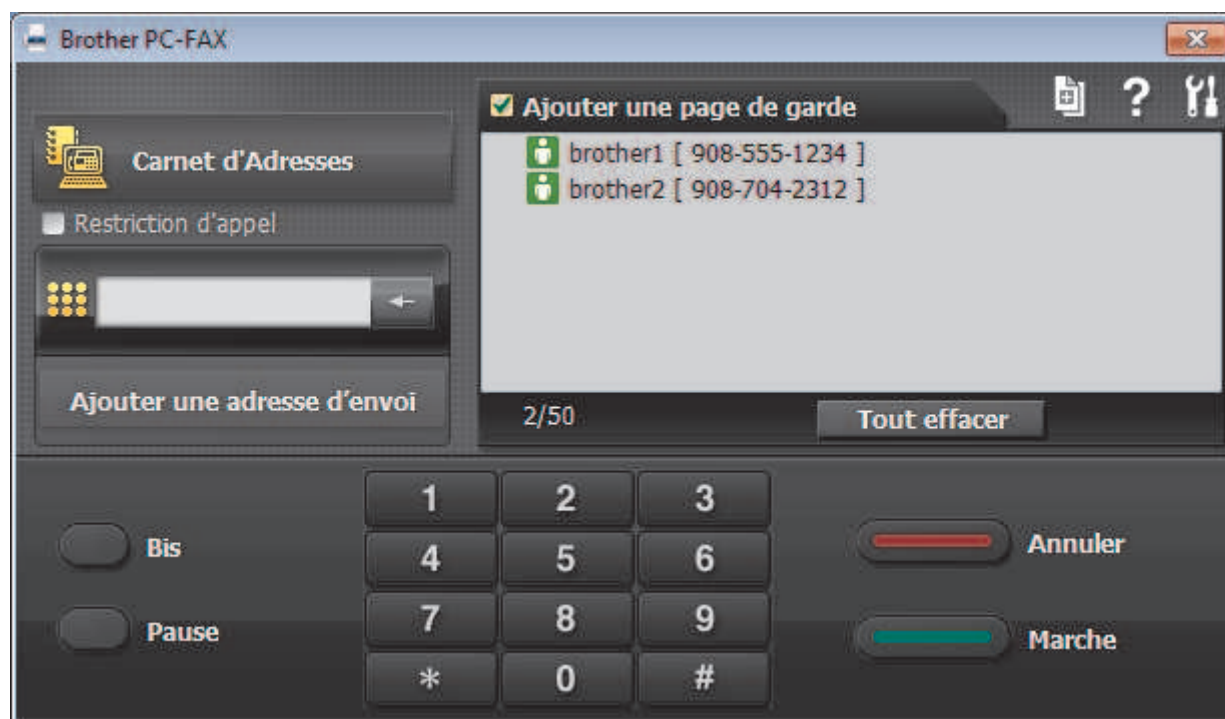 Brother PC-FAX
Carnet d'Adresses
Restriction d'appel
Ajouter une adresse d'envoi
Ajouter une page de garde
?
brother1 [ 908-555-1234 ]
brother2 [ 908-704-2312 ]
2/50
Tout effacer
Bis
Pause
1 2 3
4 5 6
7 8 9
* 0 #
Annuler
Marche